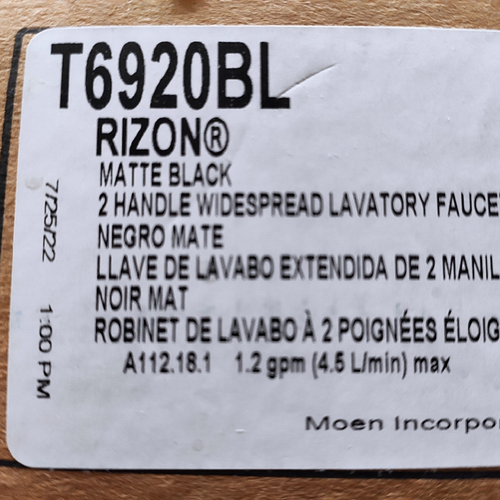 T6920BL
RIZON®
MATTE BLACK
2 HANDLE WIDESPREAD LAVATORY FAUCE
NEGRO MATE
LLAVE DE LAVABO EXTENDIDA DE 2 MANIL
NOIR MAT
ROBINET DE LAVABO À 2 POIGNÉES ÉLOIG
A112.18.1 1.2 gpm (4.5 L/min) max
Moen Incorpo
7/25/22 1:00 PM